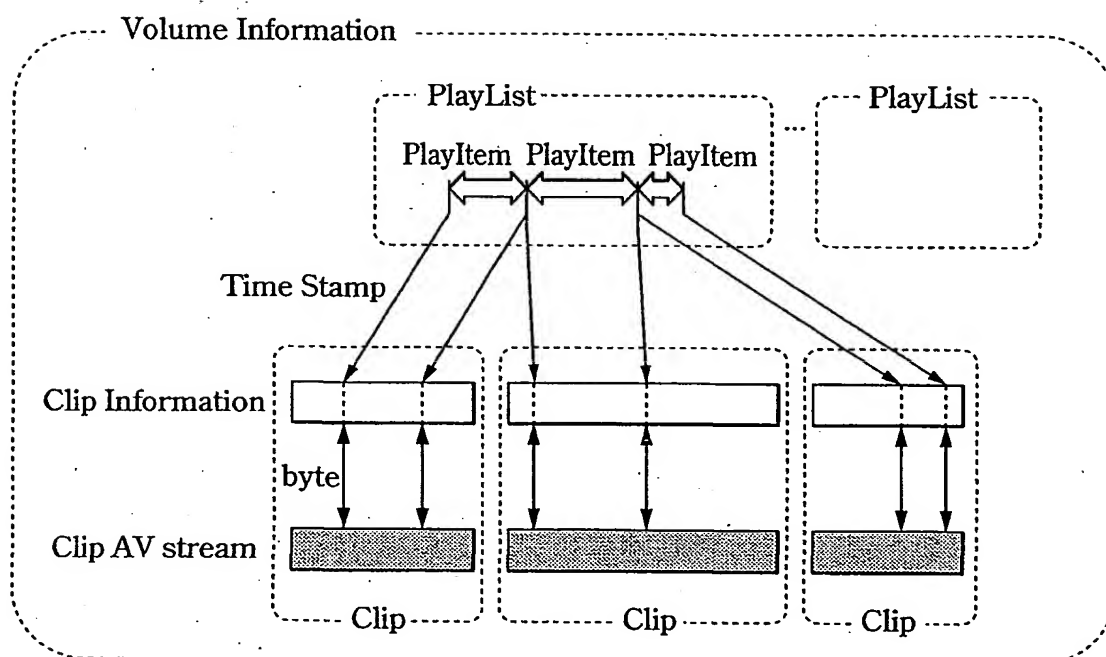 Volume Information
PlayList
PlayList
...
PlayItem PlayItem PlayItem
Time Stamp
Clip Information
byte
Clip AV stream
Clip
Clip
Clip